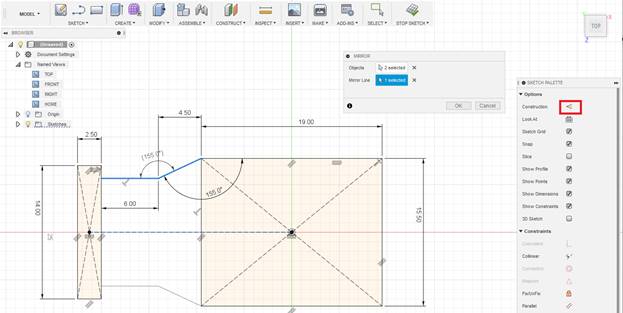 MODEL
SKETCH
CREATE
MODIFY
ASSEMBLE
CONSTRUCT
INSPECT
INSERT
MAKE
ADD-INS
SELECT
STOP SKETCH
BROWSER
(Unsaved)
Document Settings
Named Views
TOP
FRONT
RIGHT
HOME
Origin
Sketches
MIRROR
Objects
2 selected
Mirror Line
1 selected
OK
Cancel
TOP
X
Z
SKETCH PALETTE
Options
Construction
Look At
Sketch Grid
Snap
Slice
Show Profile
Show Points
Show Dimensions
Show Constraints
3D Sketch
Constraints
Coincident
Collinear
Concentric
Midpoint
Fix/UnFix
Parallel
2.50
4.50
19.00
(155.0°)
155.0°
6.00
14.00
15.50